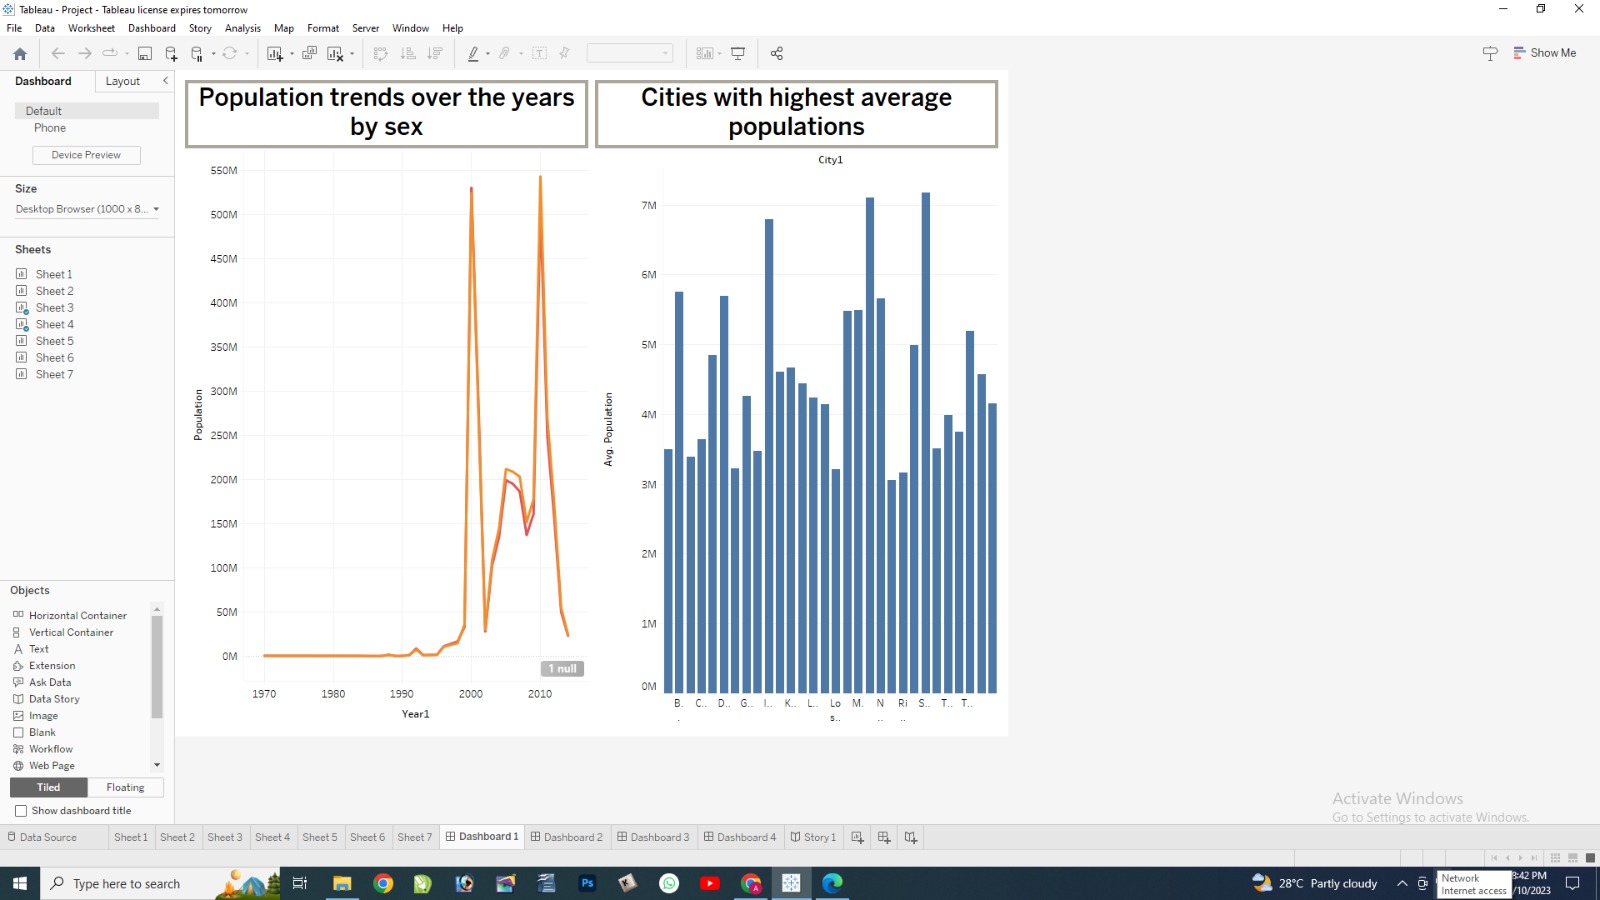 Tableau - Project - Tableau license expires tomorrow
File Data Worksheet Dashboard Story Analysis Map Format Server Window Help
Show Me
Dashboard Layout
Default
Phone
Device Preview
Size
Desktop Browser (1000 x 8...
Sheets
Sheet 1
Sheet 2
Sheet 3
Sheet 4
Sheet 5
Sheet 6
Sheet 7
Objects
Horizontal Container
Vertical Container
Text
Extension
Ask Data
Data Story
Image
Blank
Workflow
Web Page
Tiled Floating
Show dashboard title
Population trends over the years
by sex
550M
500M
450M
400M
350M
300M
250M
200M
150M
100M
50M
0M
Population
1 null
1970 1980 1990 2000 2010
Year1
Cities with highest average
populations
City1
7M
6M
5M
4M
3M
2M
1M
0M
Avg. Population
B.. C.. D.. G.. I.. K.. L.. Los.. M. N.. Ri.. S.. T.. T..
Activate Windows
Go to Settings to activate Windows.
Data Source Sheet 1 Sheet 2 Sheet 3 Sheet 4 Sheet 5 Sheet 6 Sheet 7 Dashboard 1 Dashboard 2 Dashboard 3 Dashboard 4 Story 1
Type here to search
Ps
28°C Partly cloudy
Network
Internet access
8:42 PM
/10/2023